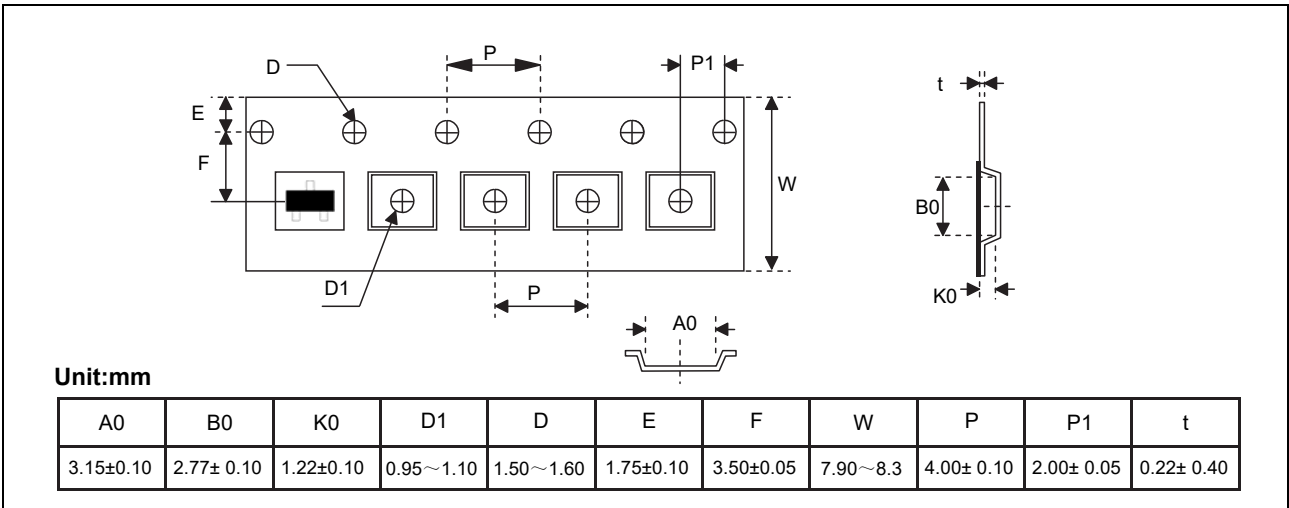 P
P1
D
t
E
F
W
B0
D1
P
K0
A0
Unit:mm
A0 B0 K0 D1 D E F W P P1 t
3.15±0.10 2.77± 0.10 1.22±0.10 0.95～1.10 1.50～1.60 1.75±0.10 3.50±0.05 7.90～8.3 4.00± 0.10 2.00± 0.05 0.22± 0.40